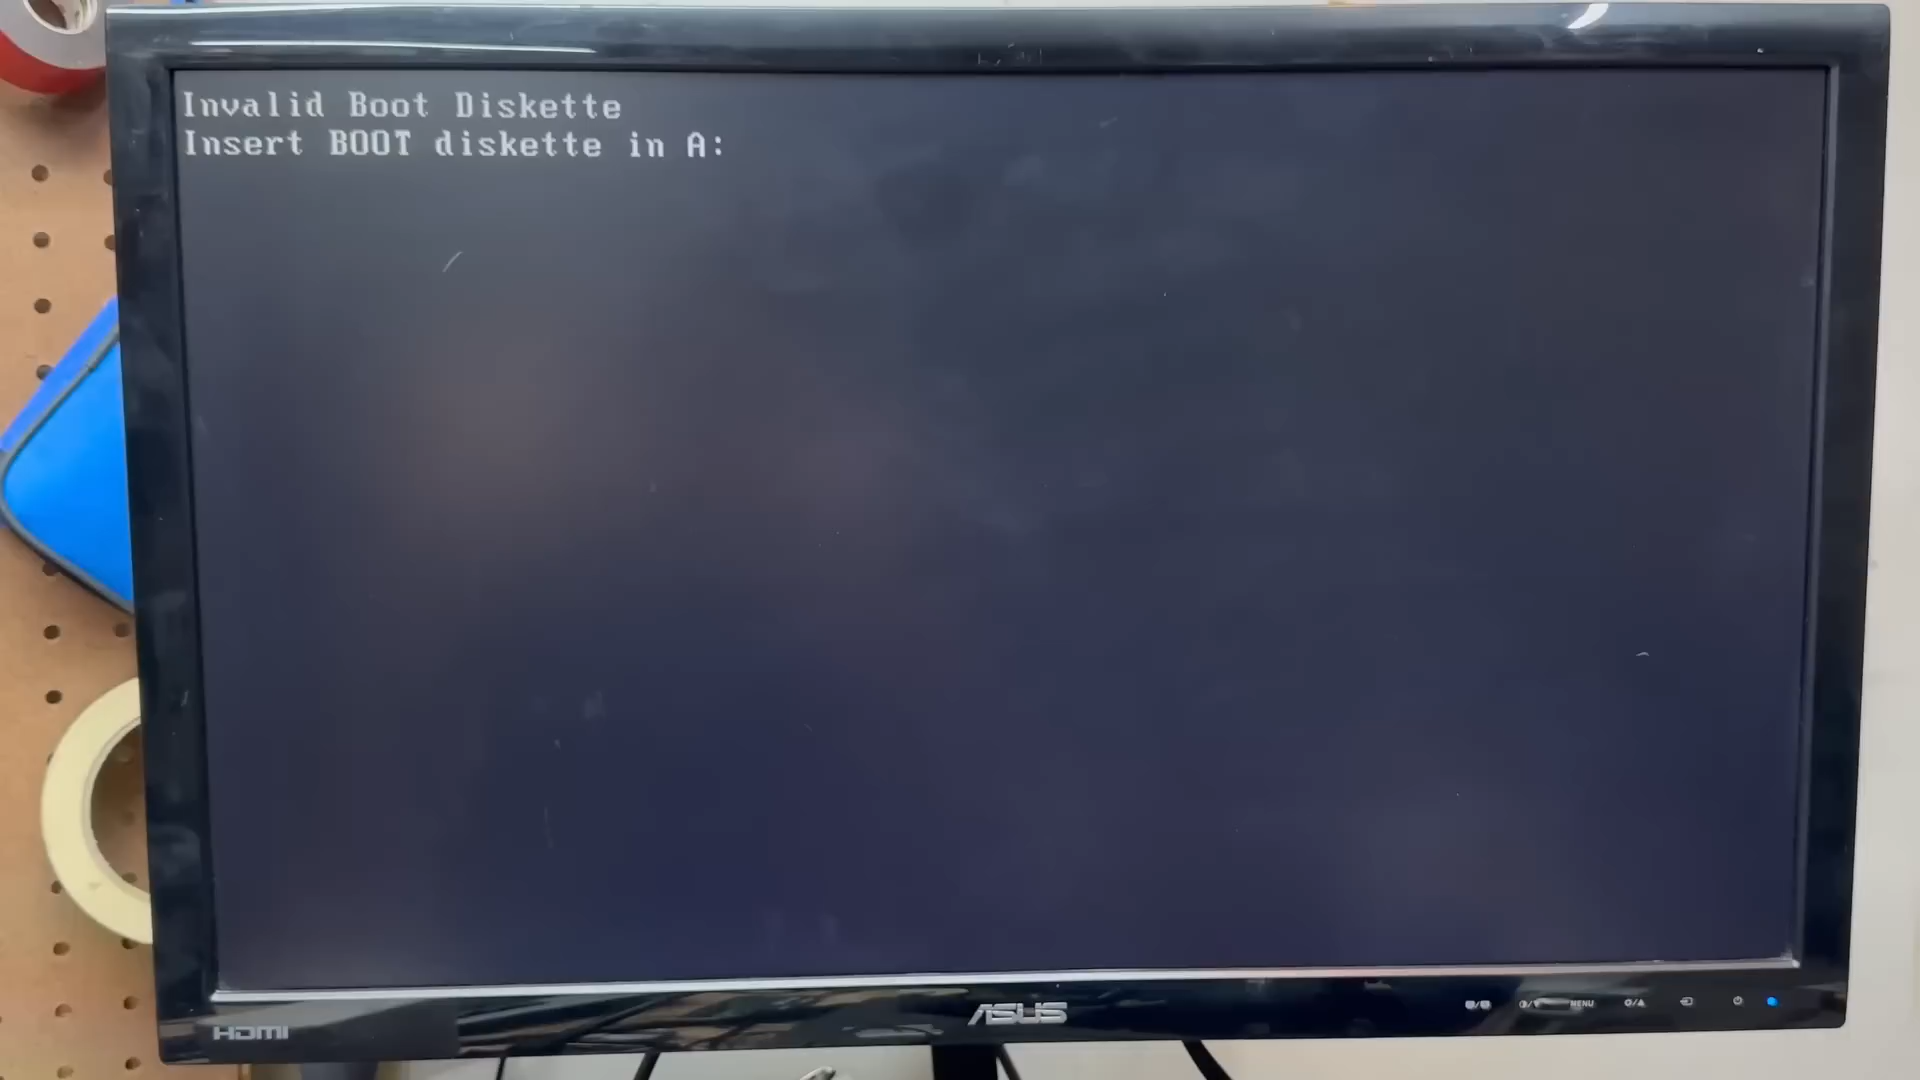 Invalid Boot Diskette
Insert BOOT diskette in A:
HDMI
ASUS
MENU